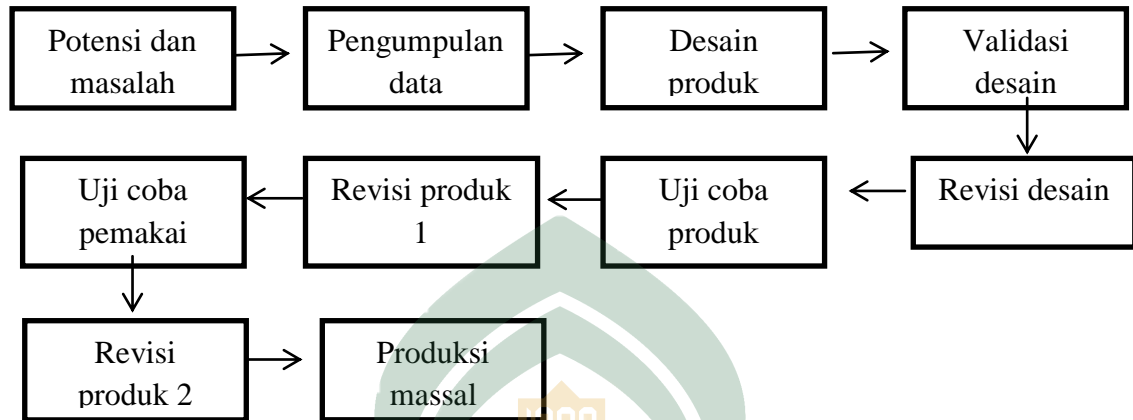 Potensi dan
masalah
Pengumpulan
data
Desain
produk
Validasi
desain
Uji coba
pemakai
Revisi produk
1
Uji coba
produk
Revisi desain
Revisi
produk 2
Produksi
massal